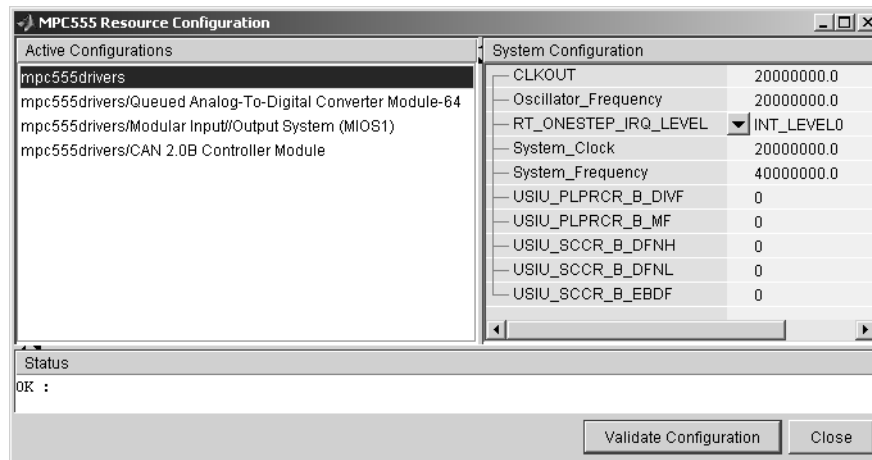 MPC555 Resource Configuration
Active Configurations
mpc555drivers
mpc555drivers/Queued Analog-To-Digital Converter Module-64
mpc555drivers/Modular Input//Output System (MIOS1)
mpc555drivers/CAN 2.0B Controller Module
System Configuration
CLKOUT 20000000.0
Oscillator_Frequency 20000000.0
RT_ONESTEP_IRQ_LEVEL INT_LEVEL0
System_Clock 20000000.0
System_Frequency 40000000.0
USIU_PLPRCR_B_DIVF 0
USIU_PLPRCR_B_MF 0
USIU_SCCR_B_DFNH 0
USIU_SCCR_B_DFNL 0
USIU_SCCR_B_EBDF 0
Status
OK :
Validate Configuration Close